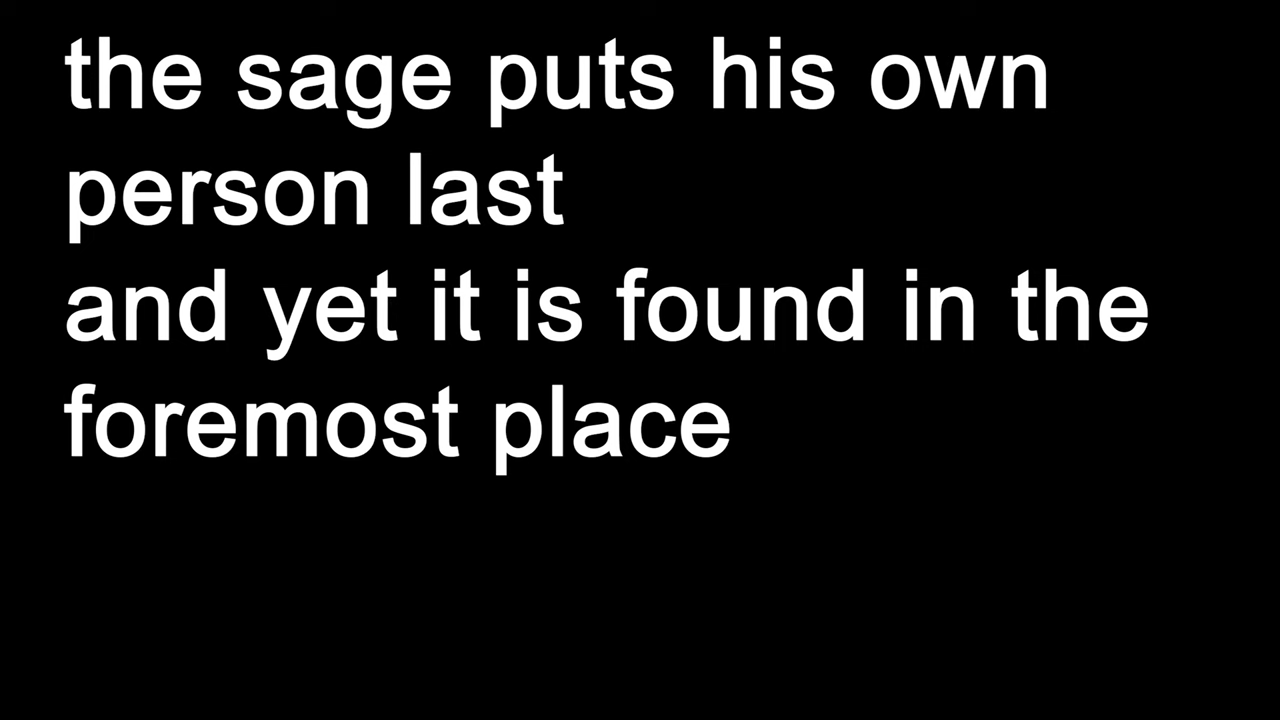 the sage puts his own
person last
and yet it is found in the
foremost place